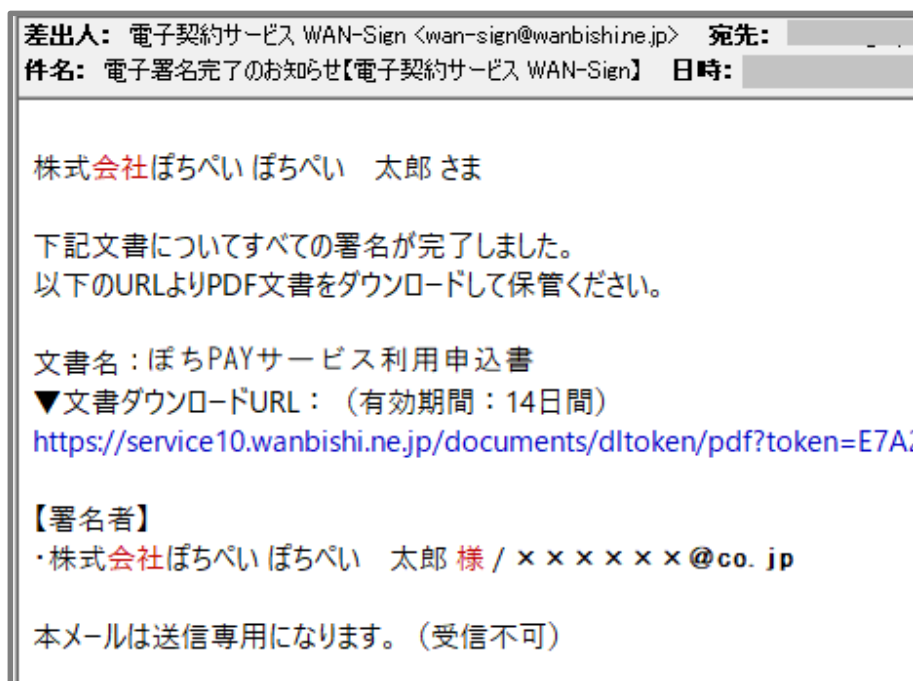 差出人: 電子契約サービス WAN-Sign <wan-sign@wanbishi.ne.jp> 宛先:
件名: 電子署名完了のお知らせ【電子契約サービス WAN-Sign】 日時:
株式会社ぽちぺい ぽちぺい 太郎 さま
下記文書についてすべての署名が完了しました。
以下のURLよりPDF文書をダウンロードして保管ください。
文書名：ぽちPAYサービス利用申込書
▼文書ダウンロードURL：（有効期間：14日間）
https://service10.wanbishi.ne.jp/documents/dltoken/pdf?token=E7A2
【署名者】
・株式会社ぽちぺい ぽちぺい 太郎 様 / ××××××@co.jp
本メールは送信専用になります。（受信不可）